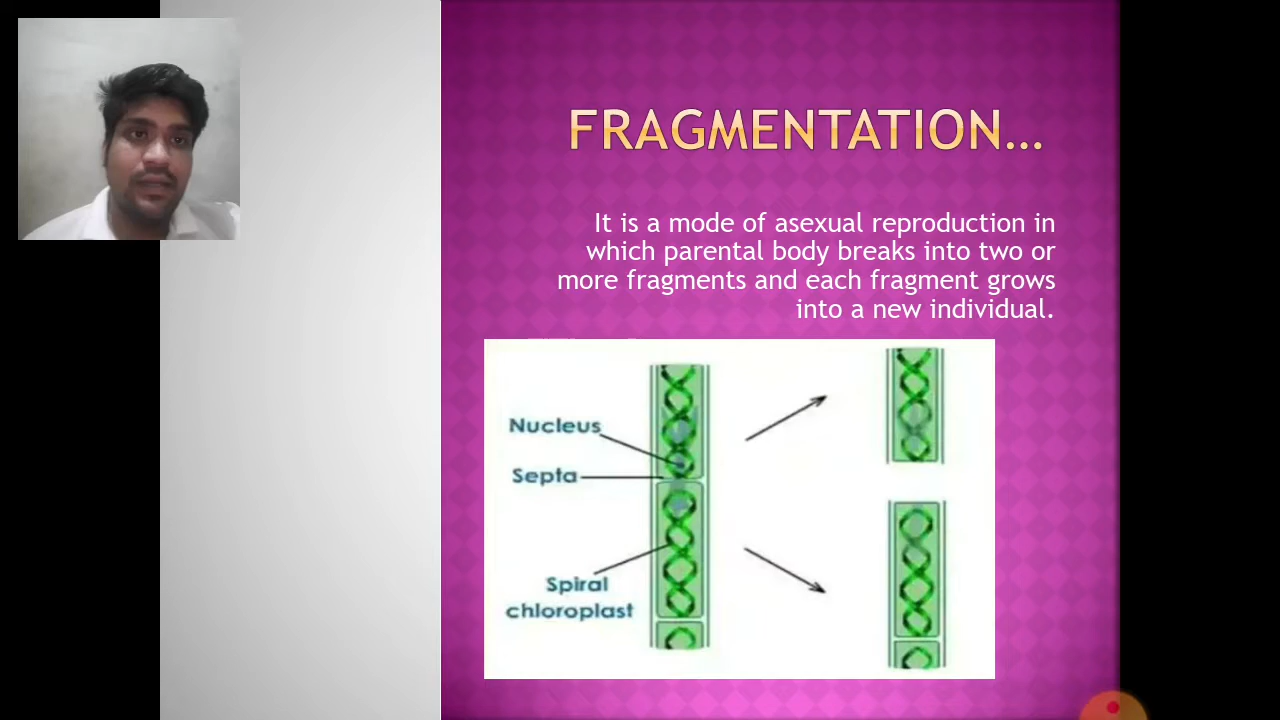 FRAGMENTATION...
It is a mode of asexual reproduction in
which parental body breaks into two or
more fragments and each fragment grows
into a new individual.
Nucleus
Septa
Spiral
chloroplast